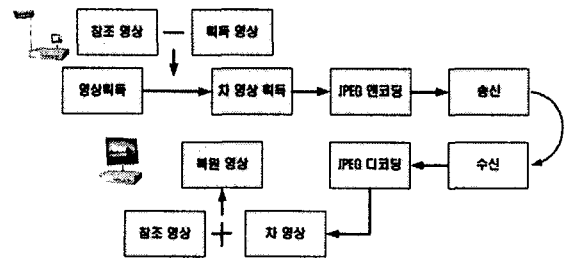 참조 영상 — 획득 영상
영상획득
차 영상 획득
JPEG 엔코딩
송신
복원 영상
JPEG 디코딩
수신
참조 영상 + 차 영상